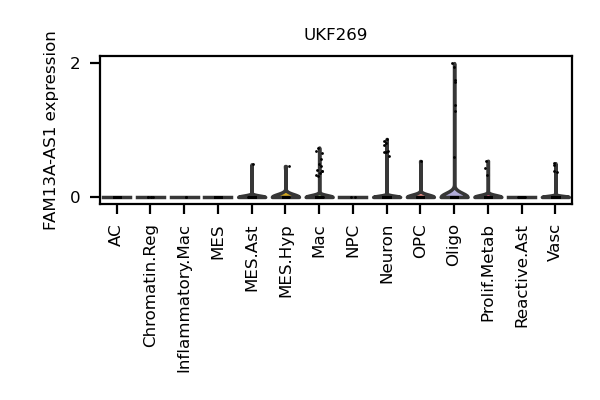 UKF269
FAM13A-AS1 expression
2
0
AC
Chromatin.Reg
Inflammatory.Mac
MES
MES.Ast
MES.Hyp
Mac
NPC
Neuron
OPC
Oligo
Prolif.Metab
Reactive.Ast
Vasc